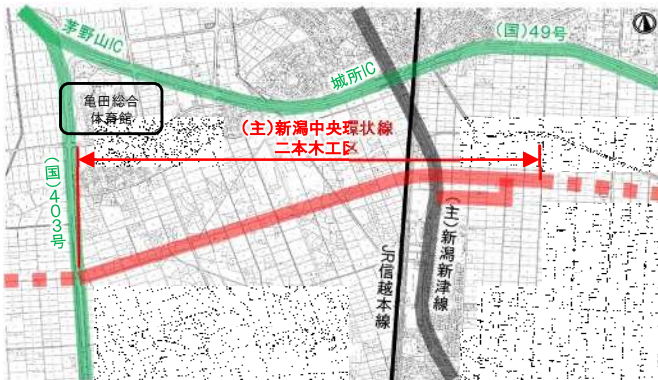 茅野山IC
(国)49号
城所IC
亀田総合
体育館
(主)新潟中央環状線
二本木工区
(国)403号
(主)新潟新津線
JR信越本線